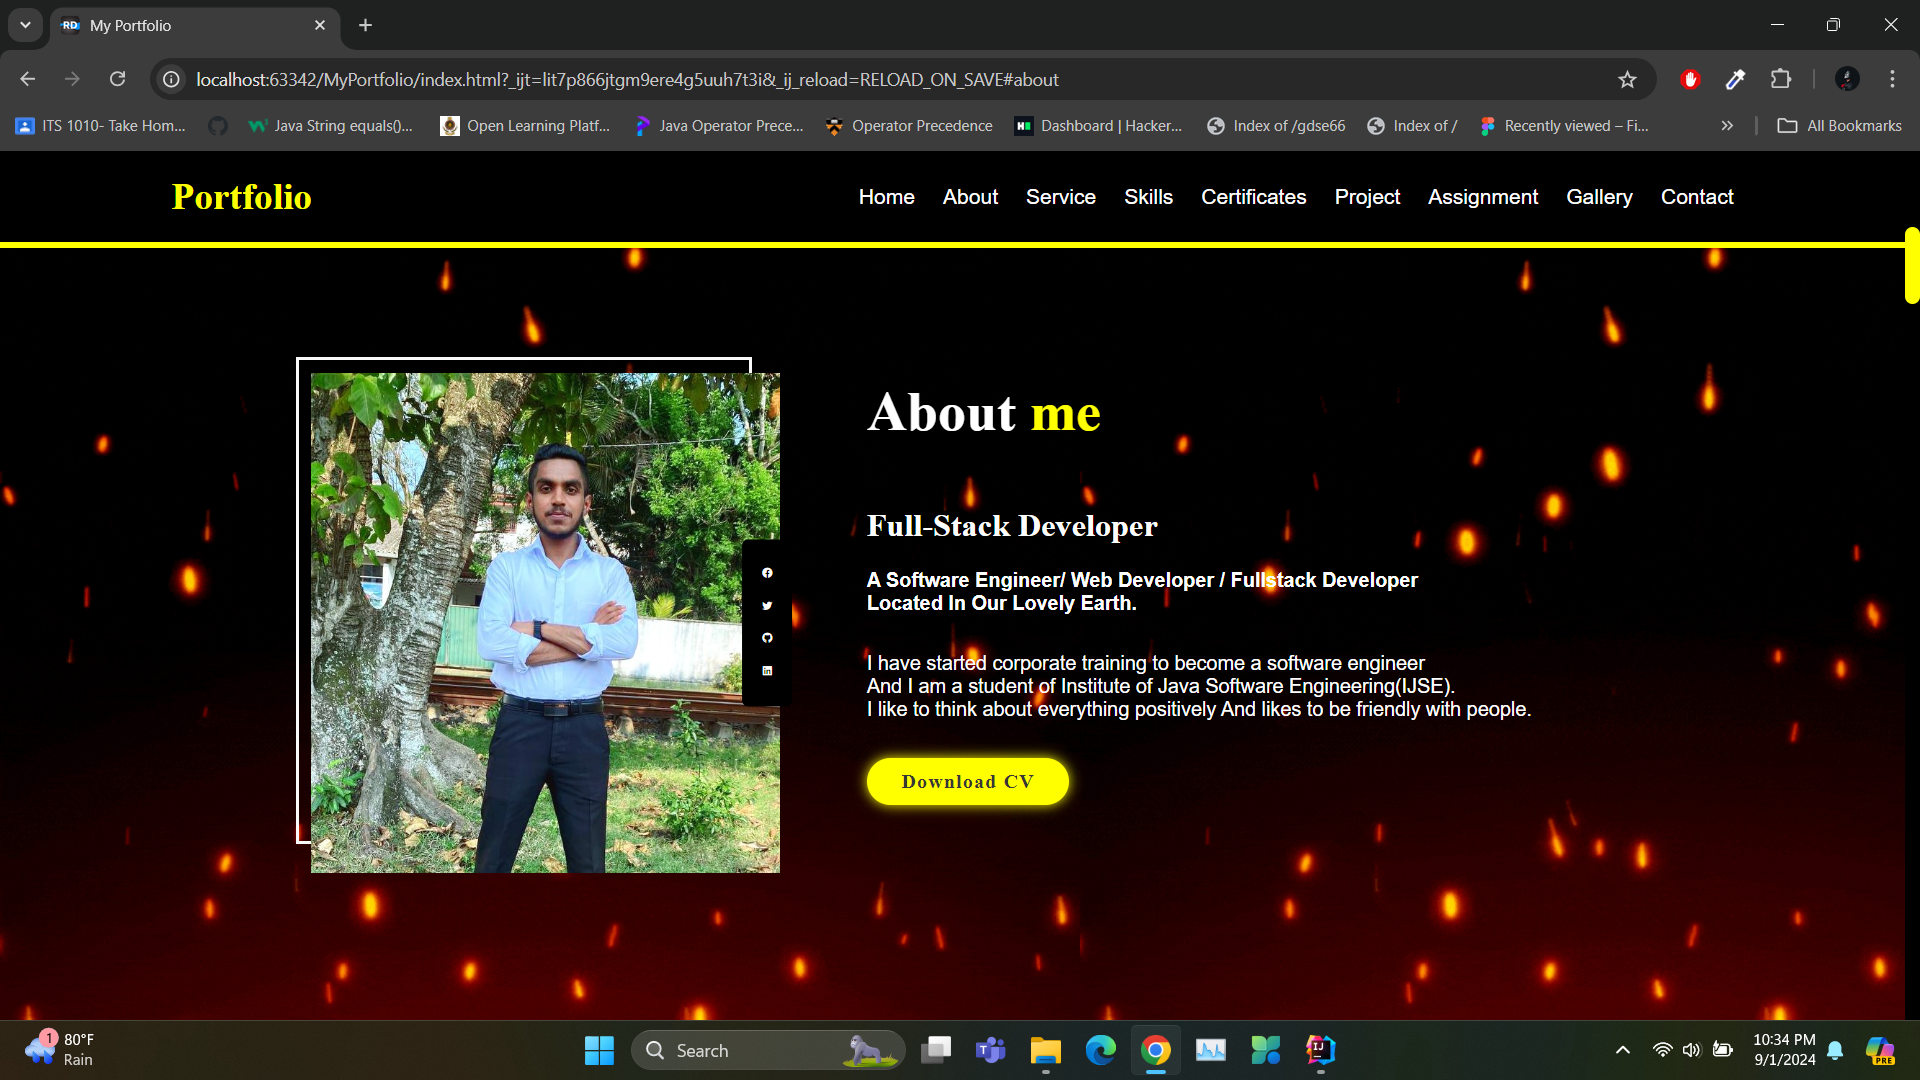 RD My Portfolio
localhost:63342/MyPortfolio/index.html?_ijt=lit7p866jtgm9ere4g5uuh7t3i&_ij_reload=RELOAD_ON_SAVE#about
ITS 1010- Take Hom... Java String equals()... Open Learning Platf... Java Operator Prece... Operator Precedence Dashboard | Hacker... Index of /gdse66 Index of / Recently viewed – Fi... » All Bookmarks
Portfolio Home About Service Skills Certificates Project Assignment Gallery Contact
About me
Full-Stack Developer
A Software Engineer/ Web Developer / Fullstack Developer
Located In Our Lovely Earth.
I have started corporate training to become a software engineer
And I am a student of Institute of Java Software Engineering(IJSE).
I like to think about everything positively And likes to be friendly with people.
Download CV
1 80°F
Rain
Search
10:34 PM
9/1/2024
PRE